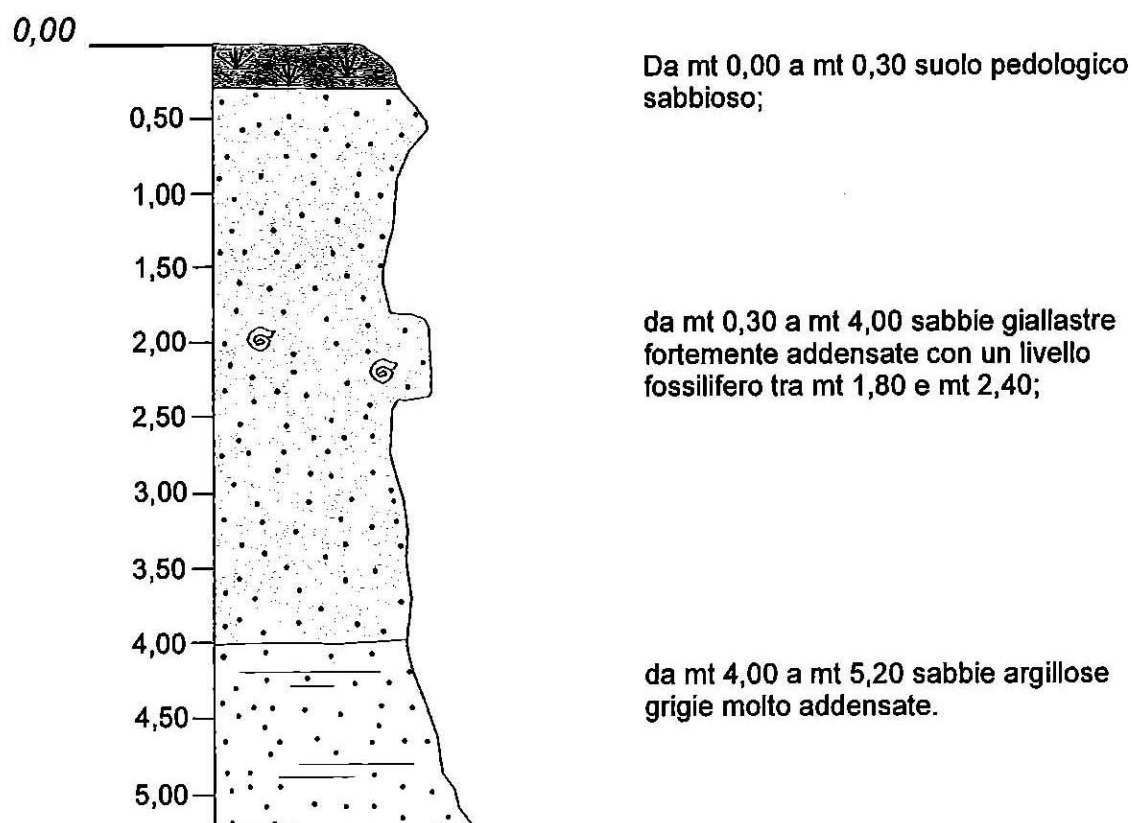 0,00
Da mt 0,00 a mt 0,30 suolo pedologico
sabbioso;
0,50
1,00
1,50
da mt 0,30 a mt 4,00 sabbie giallastre
2,00
fortemente addensate con un livello
fossilifero tra mt 1,80 e mt 2,40;
2,50
3,00
3,50
4,00
da mt 4,00 a mt 5,20 sabbie argillose
grigie molto addensate.
4,50
5,00